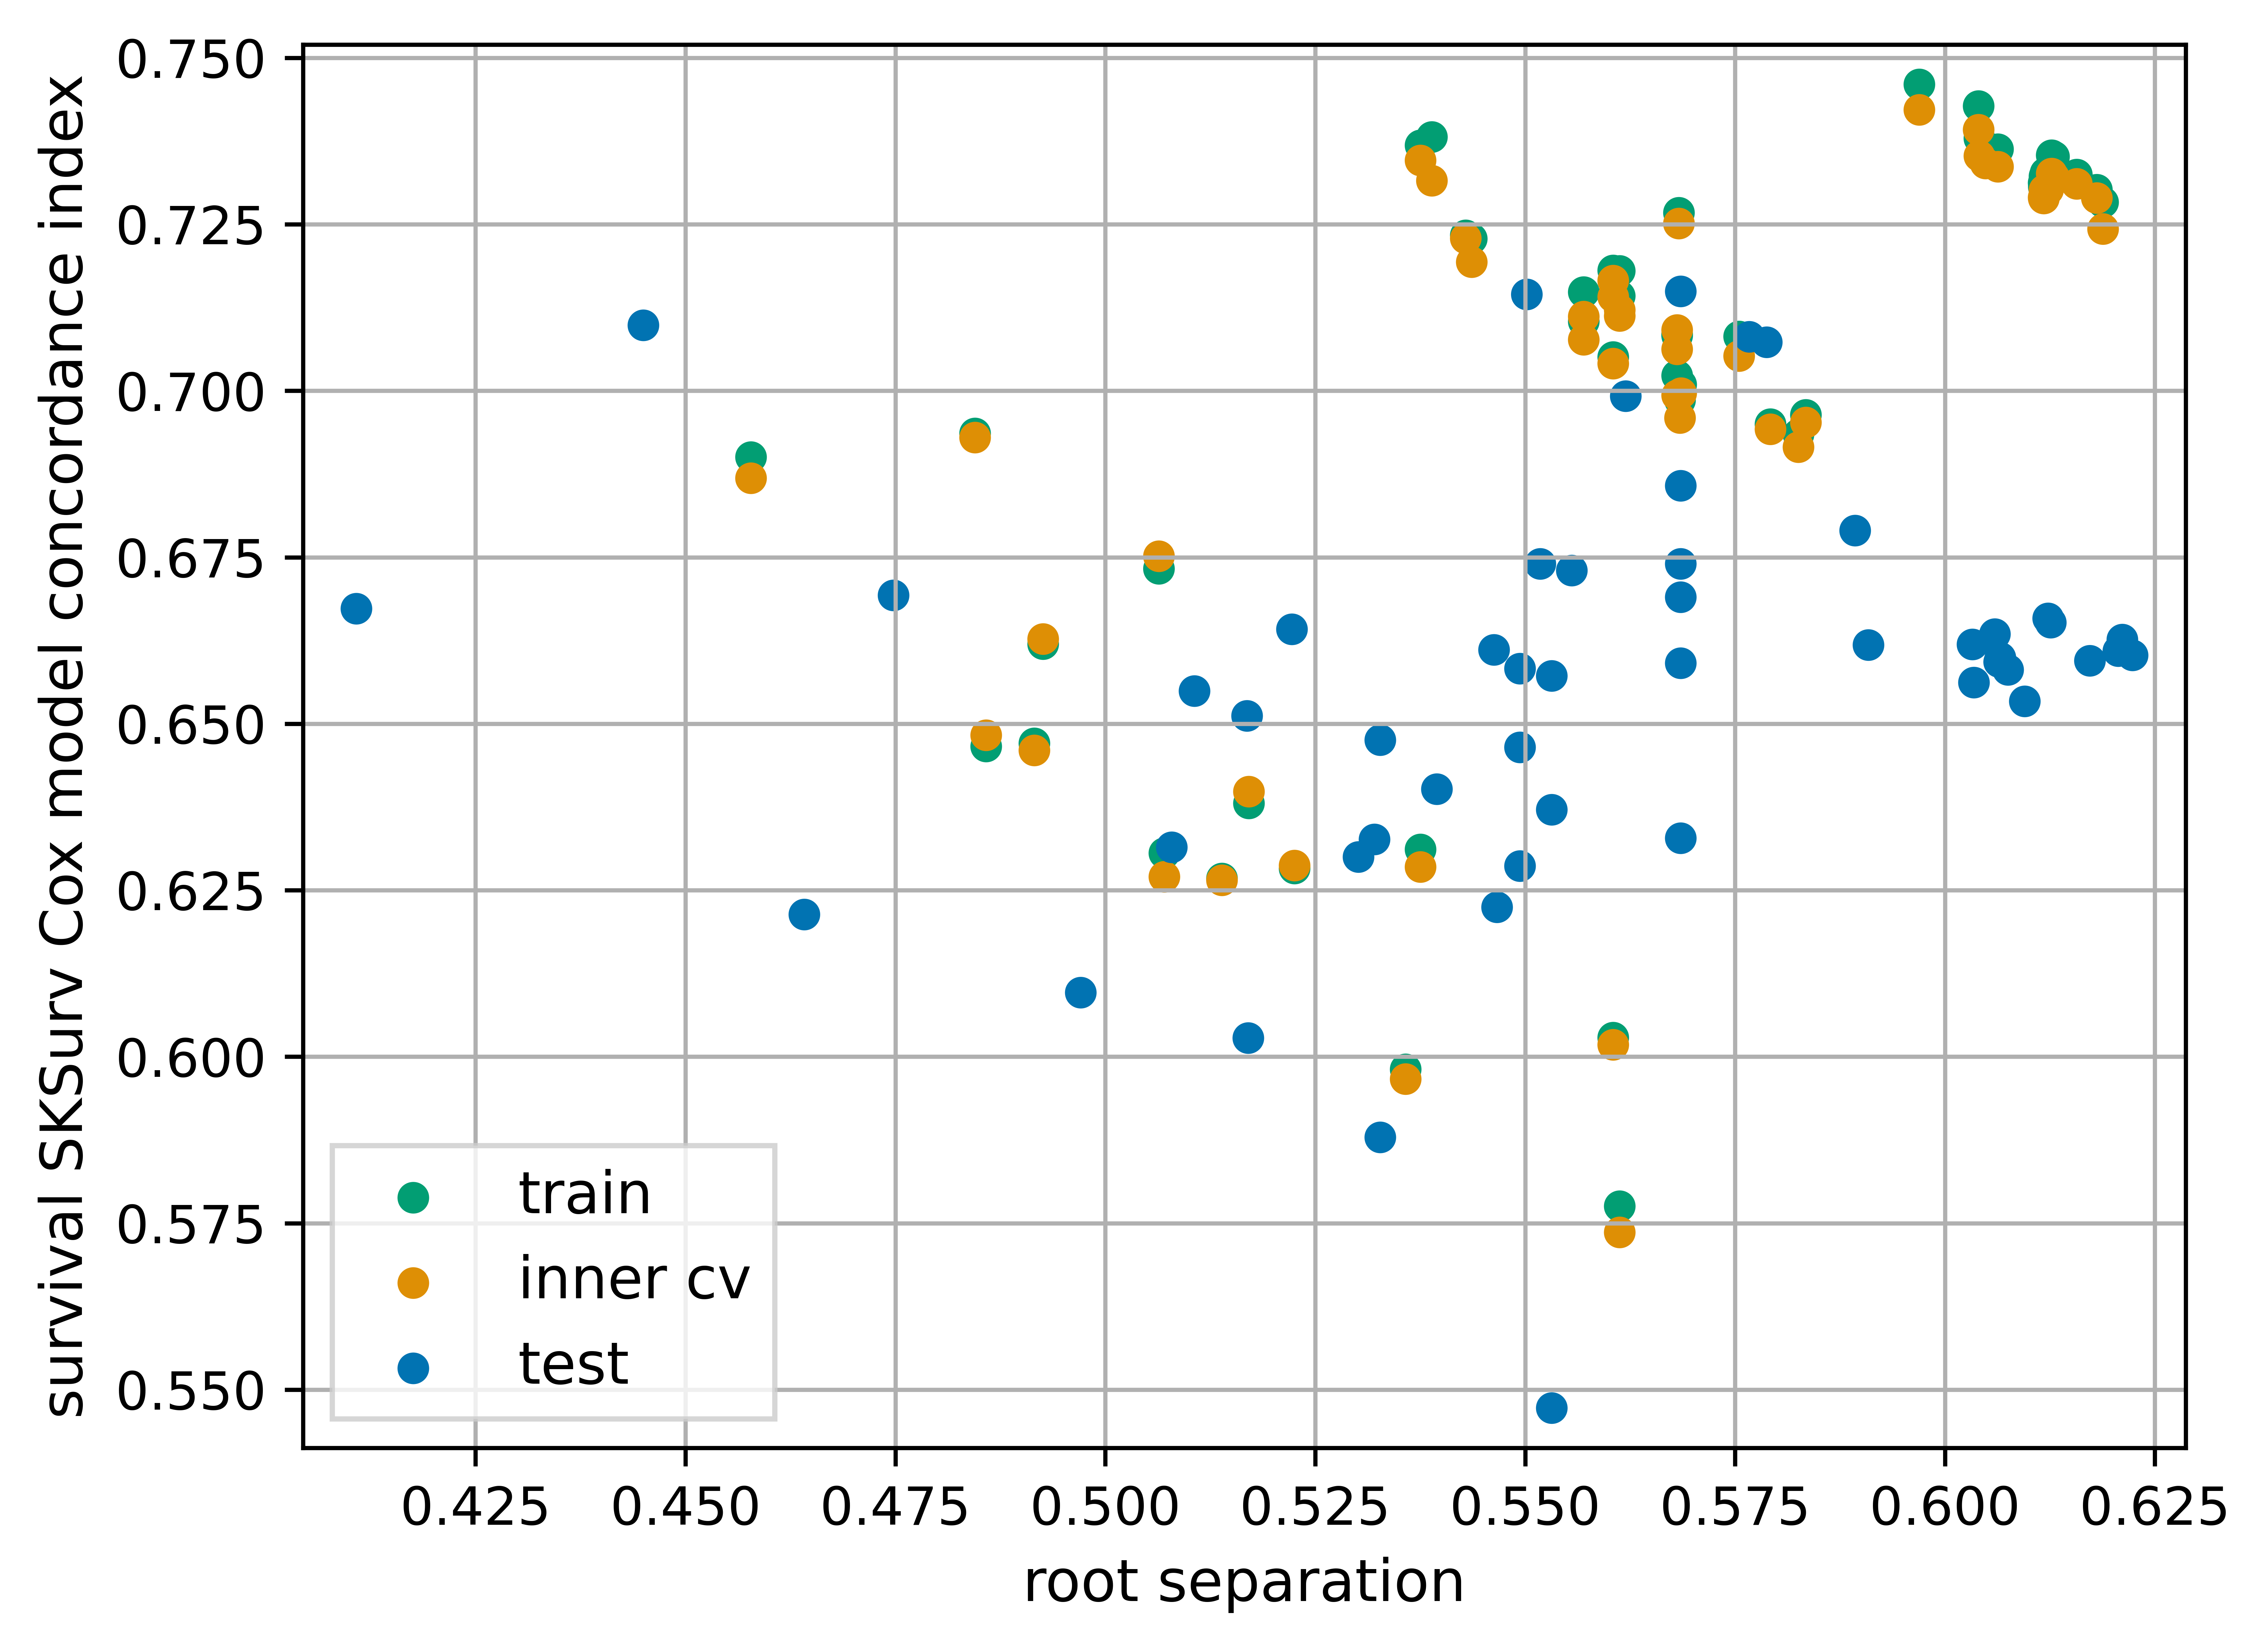 survival SKSurv Cox model concordance index
0.750
0.725
0.700
0.675
0.650
0.625
0.600
0.575
0.550
train
inner cv
test
0.425 0.450 0.475 0.500 0.525 0.550 0.575 0.600 0.625
root separation